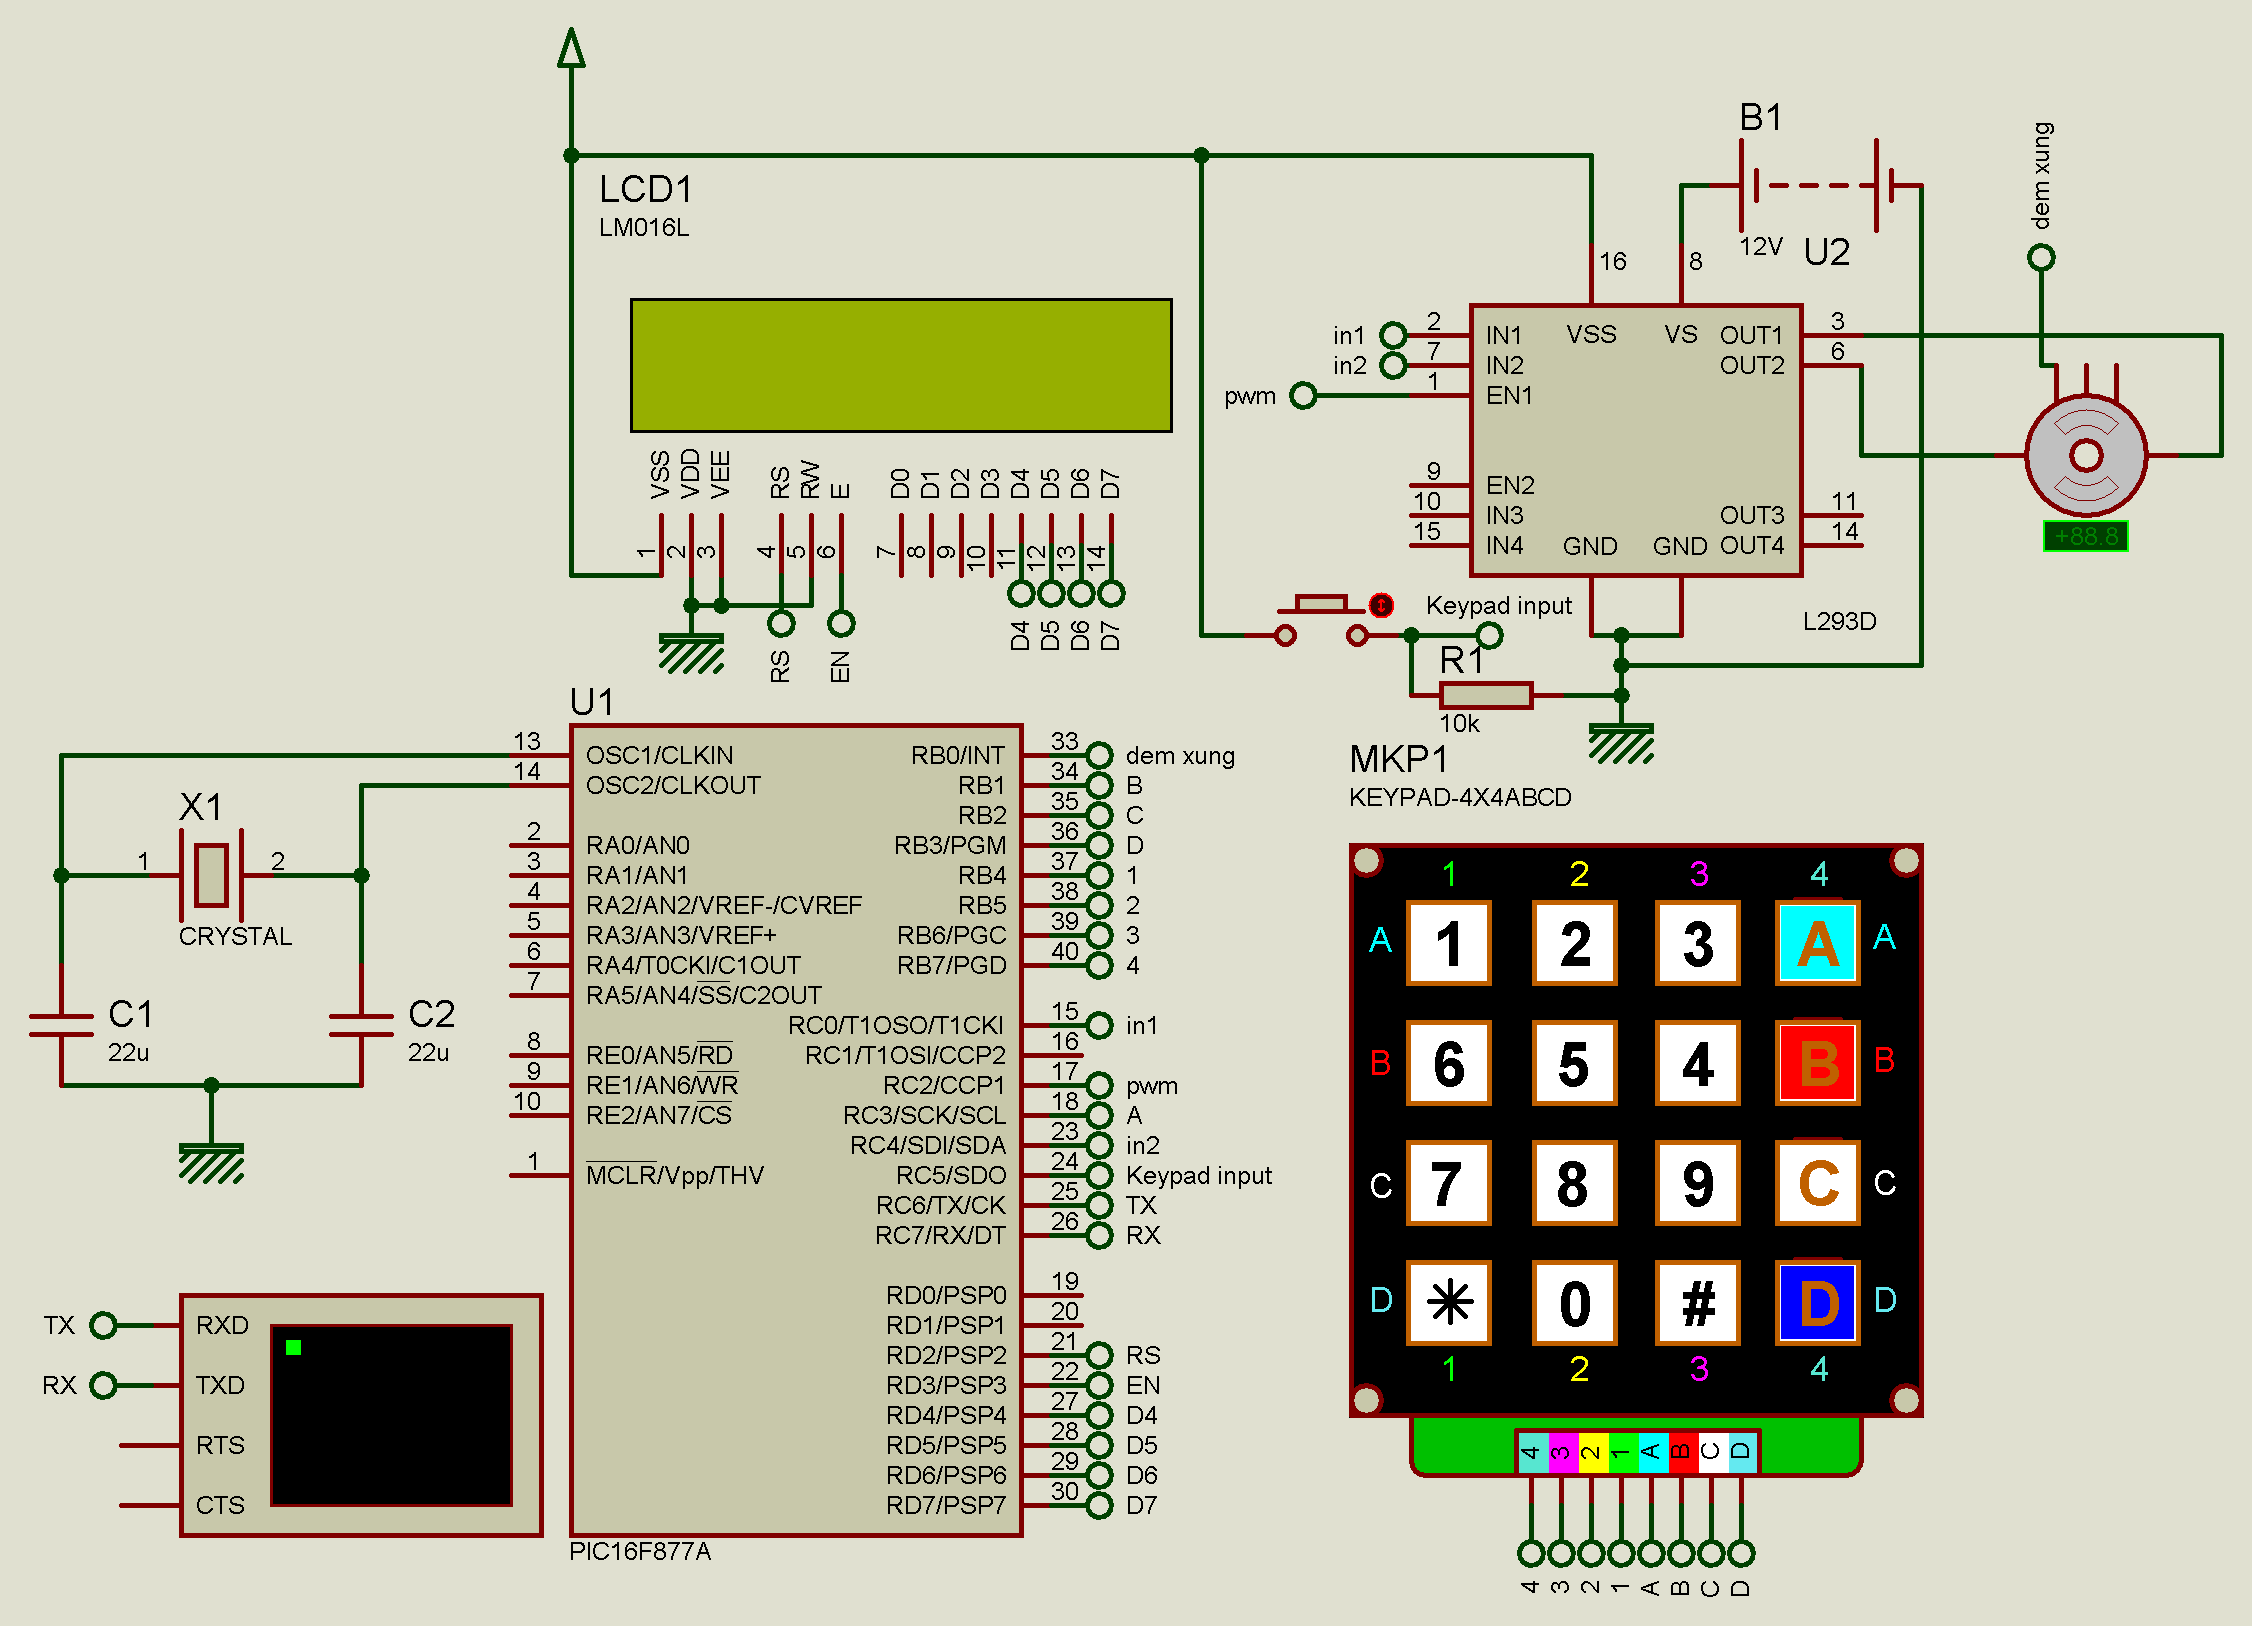 LCD1
LM016L
VSS VDD VEE RS RW E D0 D1 D2 D3 D4 D5 D6 D7
1 2 3 4 5 6 7 8 9 10 11 12 13 14
RS EN D4 D5 D6 D7
B1
12V
U2
dem xung
16 8
in1 2 IN1 VSS VS OUT1 3
in2 7 IN2 OUT2 6
pwm 1 EN1
9 EN2
10 IN3 OUT3 11
15 IN4 GND GND OUT4 14
L293D
+88.8
Keypad input
R1
10k
U1
13 OSC1/CLKIN RB0/INT 33 dem xung
14 OSC2/CLKOUT RB1 34 B
RB2 35 C
2 RA0/AN0 RB3/PGM 36 D
3 RA1/AN1 RB4 37 1
4 RA2/AN2/VREF-/CVREF RB5 38 2
5 RA3/AN3/VREF+ RB6/PGC 39 3
6 RA4/T0CKI/C1OUT RB7/PGD 40 4
7 RA5/AN4/SS/C2OUT
RC0/T1OSO/T1CKI 15 in1
8 RE0/AN5/RD RC1/T1OSI/CCP2 16
9 RE1/AN6/WR RC2/CCP1 17 pwm
10 RE2/AN7/CS RC3/SCK/SCL 18 A
RC4/SDI/SDA 23 in2
1 MCLR/Vpp/THV RC5/SDO 24 Keypad input
RC6/TX/CK 25 TX
RC7/RX/DT 26 RX
RD0/PSP0 19
RD1/PSP1 20
RD2/PSP2 21 RS
RD3/PSP3 22 EN
RD4/PSP4 27 D4
RD5/PSP5 28 D5
RD6/PSP6 29 D6
RD7/PSP7 30 D7
PIC16F877A
X1
1 2
CRYSTAL
C1
22u
C2
22u
TX RXD
RX TXD
RTS
CTS
MKP1
KEYPAD-4X4ABCD
1 2 3 4
A 1 2 3 A A
B 6 5 4 B B
C 7 8 9 C C
D * 0 # D D
1 2 3 4
4 3 2 1 A B C D
4 3 2 1 A B C D